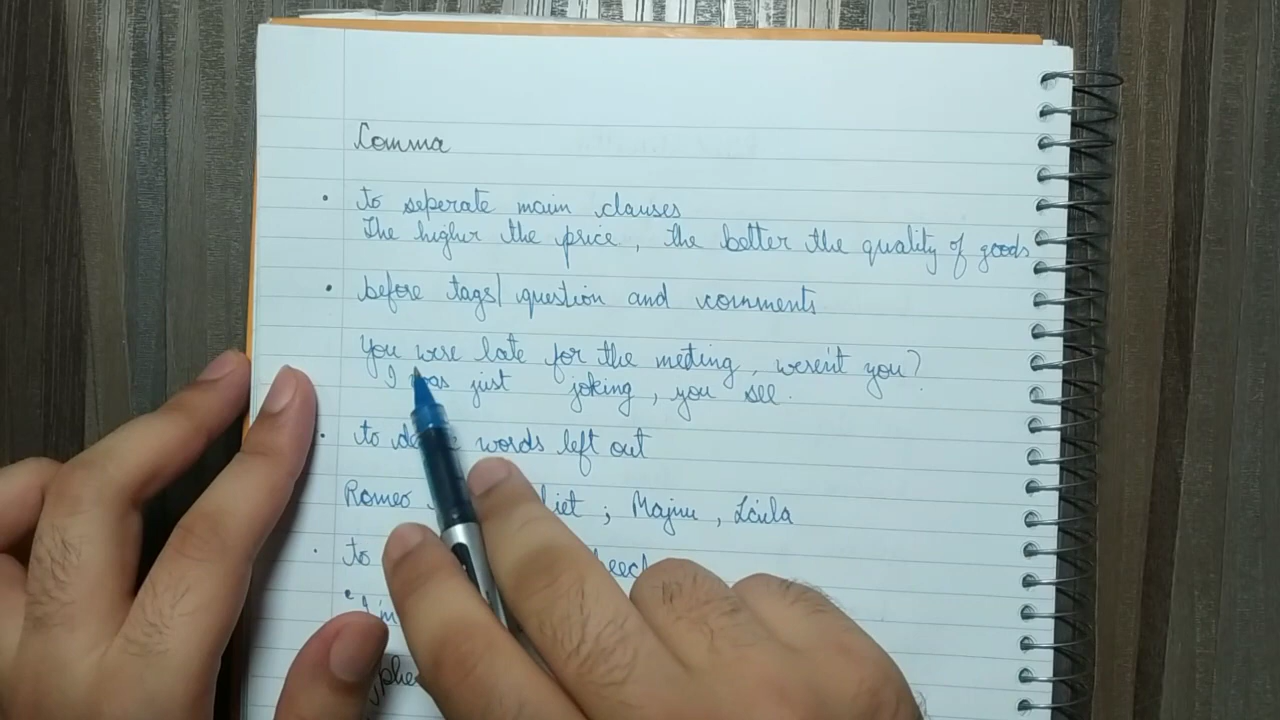 Comma
• to seperate main clauses
The higher the price, the better the quality of goods
• before tags/ question and comments
You were late for the meeting, weren't you?
I was just joking, you see.
• to words left out
Romeo ; Majnu, Laila
• to
"I'm